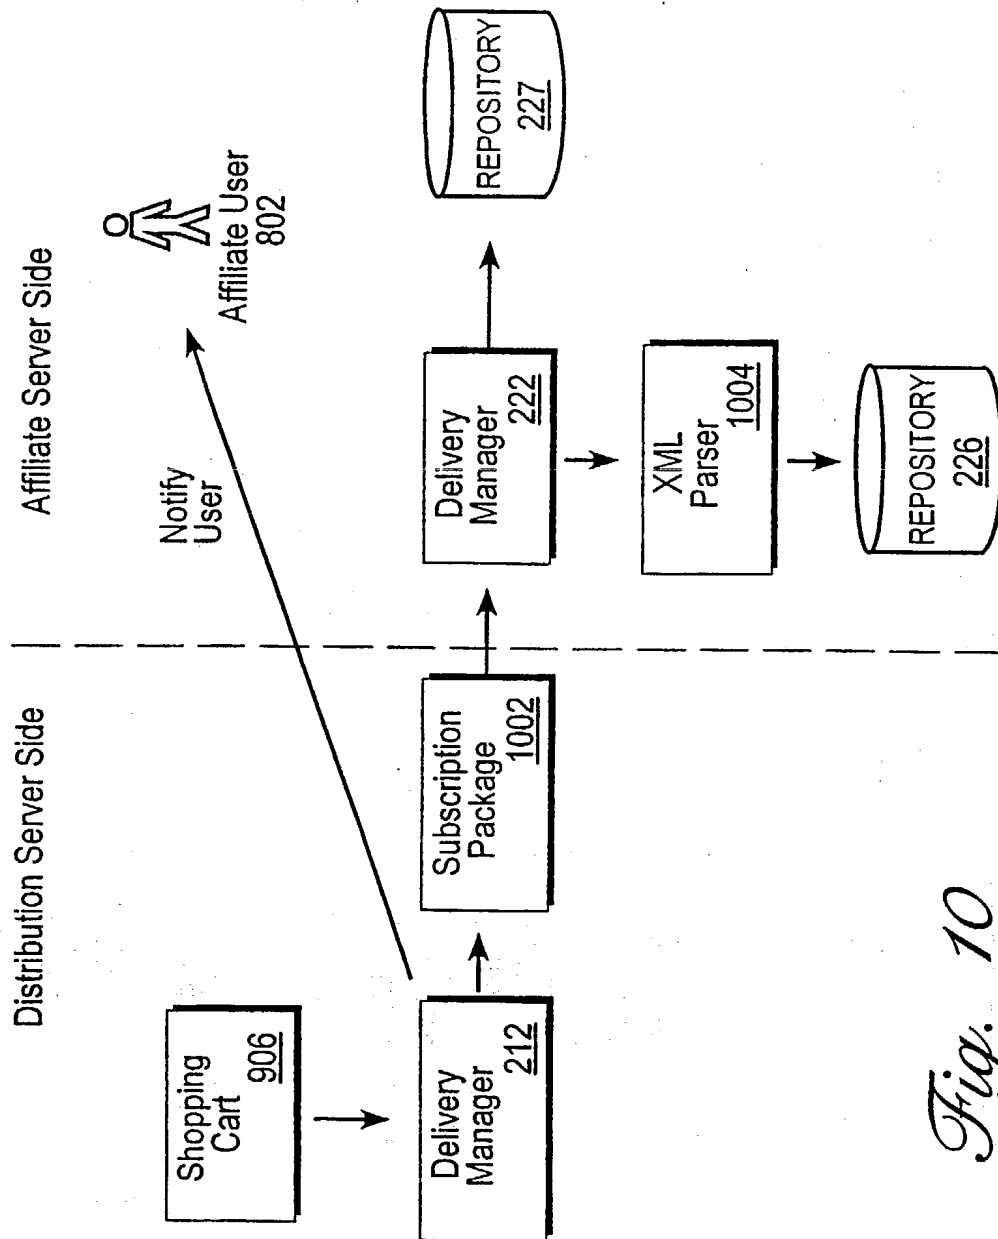 Distribution Server Side
Affiliate Server Side
Shopping
Cart
906
Notify
User
Affiliate User
802
Delivery
Manager
212
Subscription
Package
1002
Delivery
Manager
222
REPOSITORY
227
XML
Parser
1004
REPOSITORY
226
Fig. 10